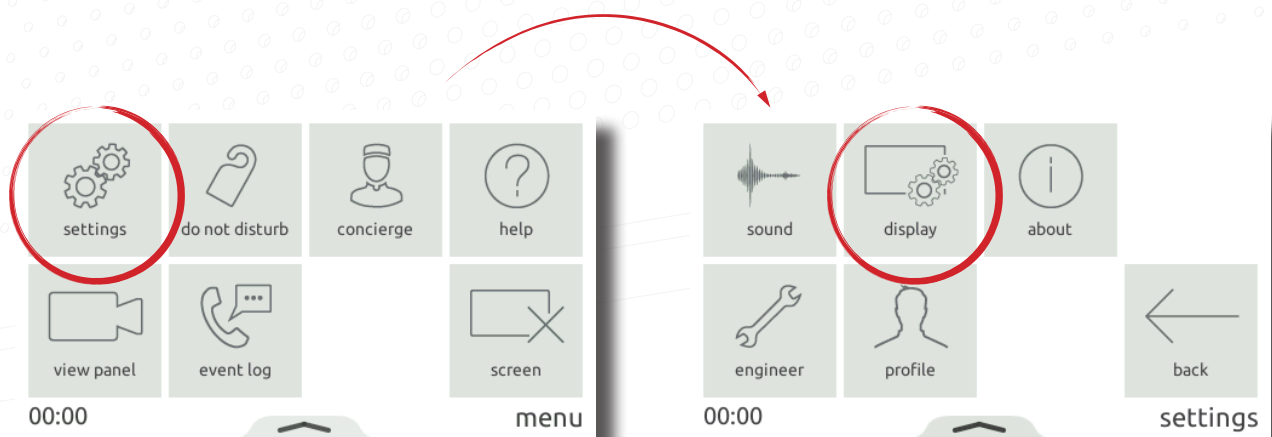 settings
do not disturb
concierge
help
view panel
event log
screen
00:00
menu
sound
display
about
engineer
profile
back
00:00
settings